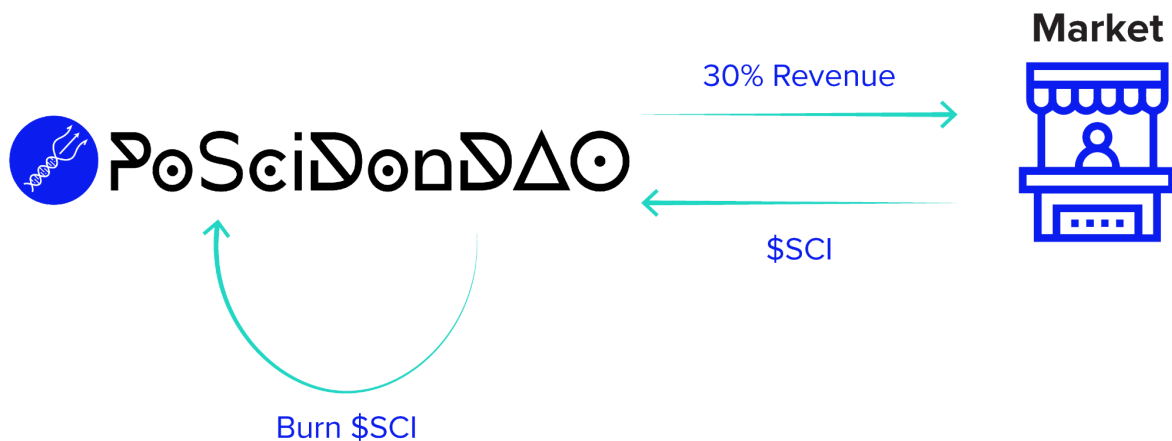 Market
30% Revenue
PoSciDonDAO
$SCI
Burn $SCI